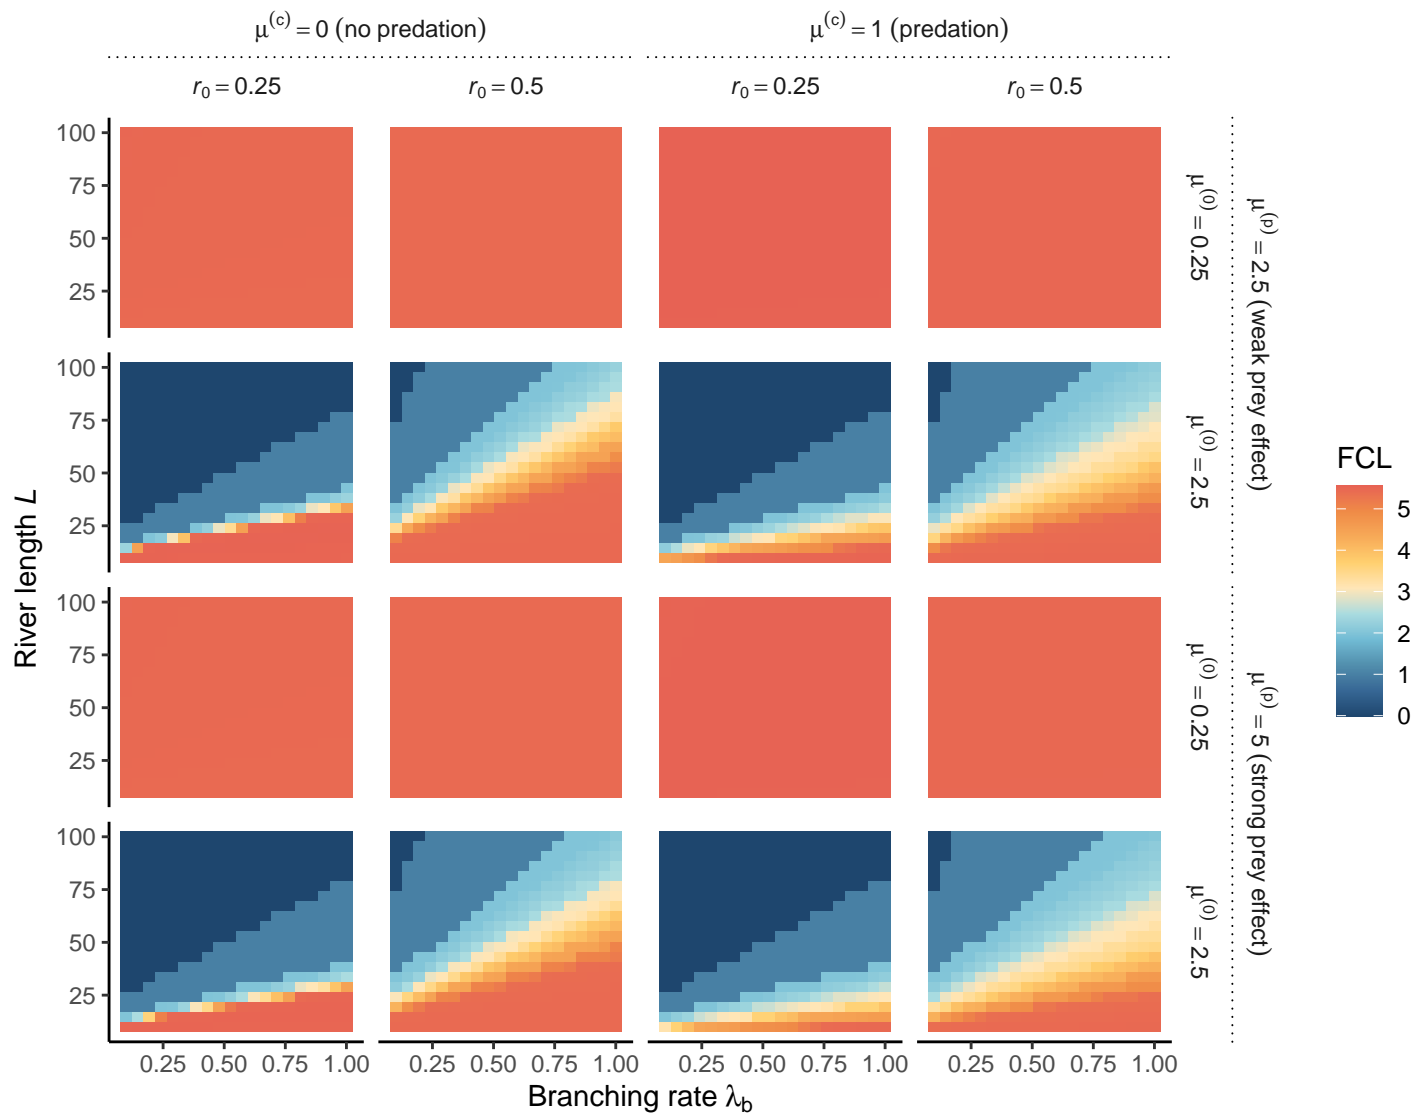 μ(c) = 0 (no predation)
μ(c) = 1 (predation)
r0 = 0.25
r0 = 0.5
r0 = 0.25
r0 = 0.5
100
75
50
25
μ(0) = 0.25
100
75
50
25
μ(0) = 2.5
μ(p) = 2.5 (weak prey effect)
100
75
50
25
μ(0) = 0.25
100
75
50
25
μ(0) = 2.5
μ(p) = 5 (strong prey effect)
River length L
0.25 0.50 0.75 1.00
0.25 0.50 0.75 1.00
0.25 0.50 0.75 1.00
0.25 0.50 0.75 1.00
Branching rate λb
FCL
5
4
3
2
1
0